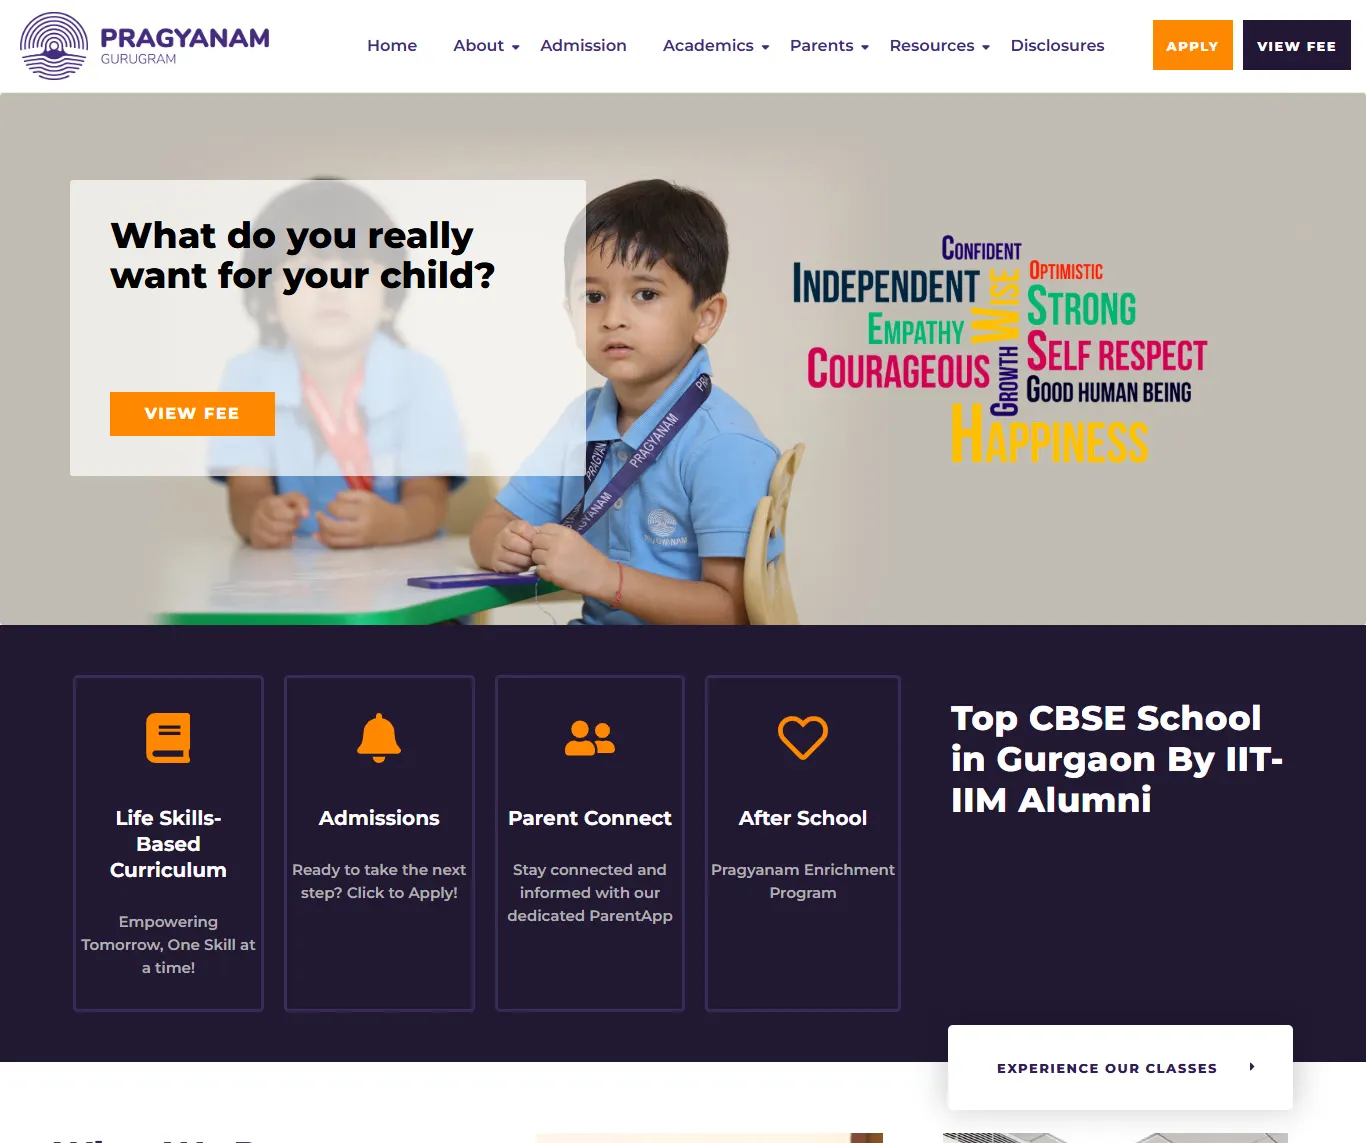 PRAGYANAM
GURUGRAM
Home
About
Admission
Academics
Parents
Resources
Disclosures
APPLY
VIEW FEE
What do you really
want for your child?
VIEW FEE
CONFIDENT
INDEPENDENT
WISE
OPTIMISTIC
STRONG
EMPATHY
COURAGEOUS
GROWTH
SELF RESPECT
GOOD HUMAN BEING
HAPPINESS
PRAGYANAM
PRAGYANAM
Life Skills-
Based
Curriculum
Empowering
Tomorrow, One Skill at
a time!
Admissions
Ready to take the next
step? Click to Apply!
Parent Connect
Stay connected and
informed with our
dedicated ParentApp
After School
Pragyanam Enrichment
Program
Top CBSE School
in Gurgaon By IIT-
IIM Alumni
EXPERIENCE OUR CLASSES